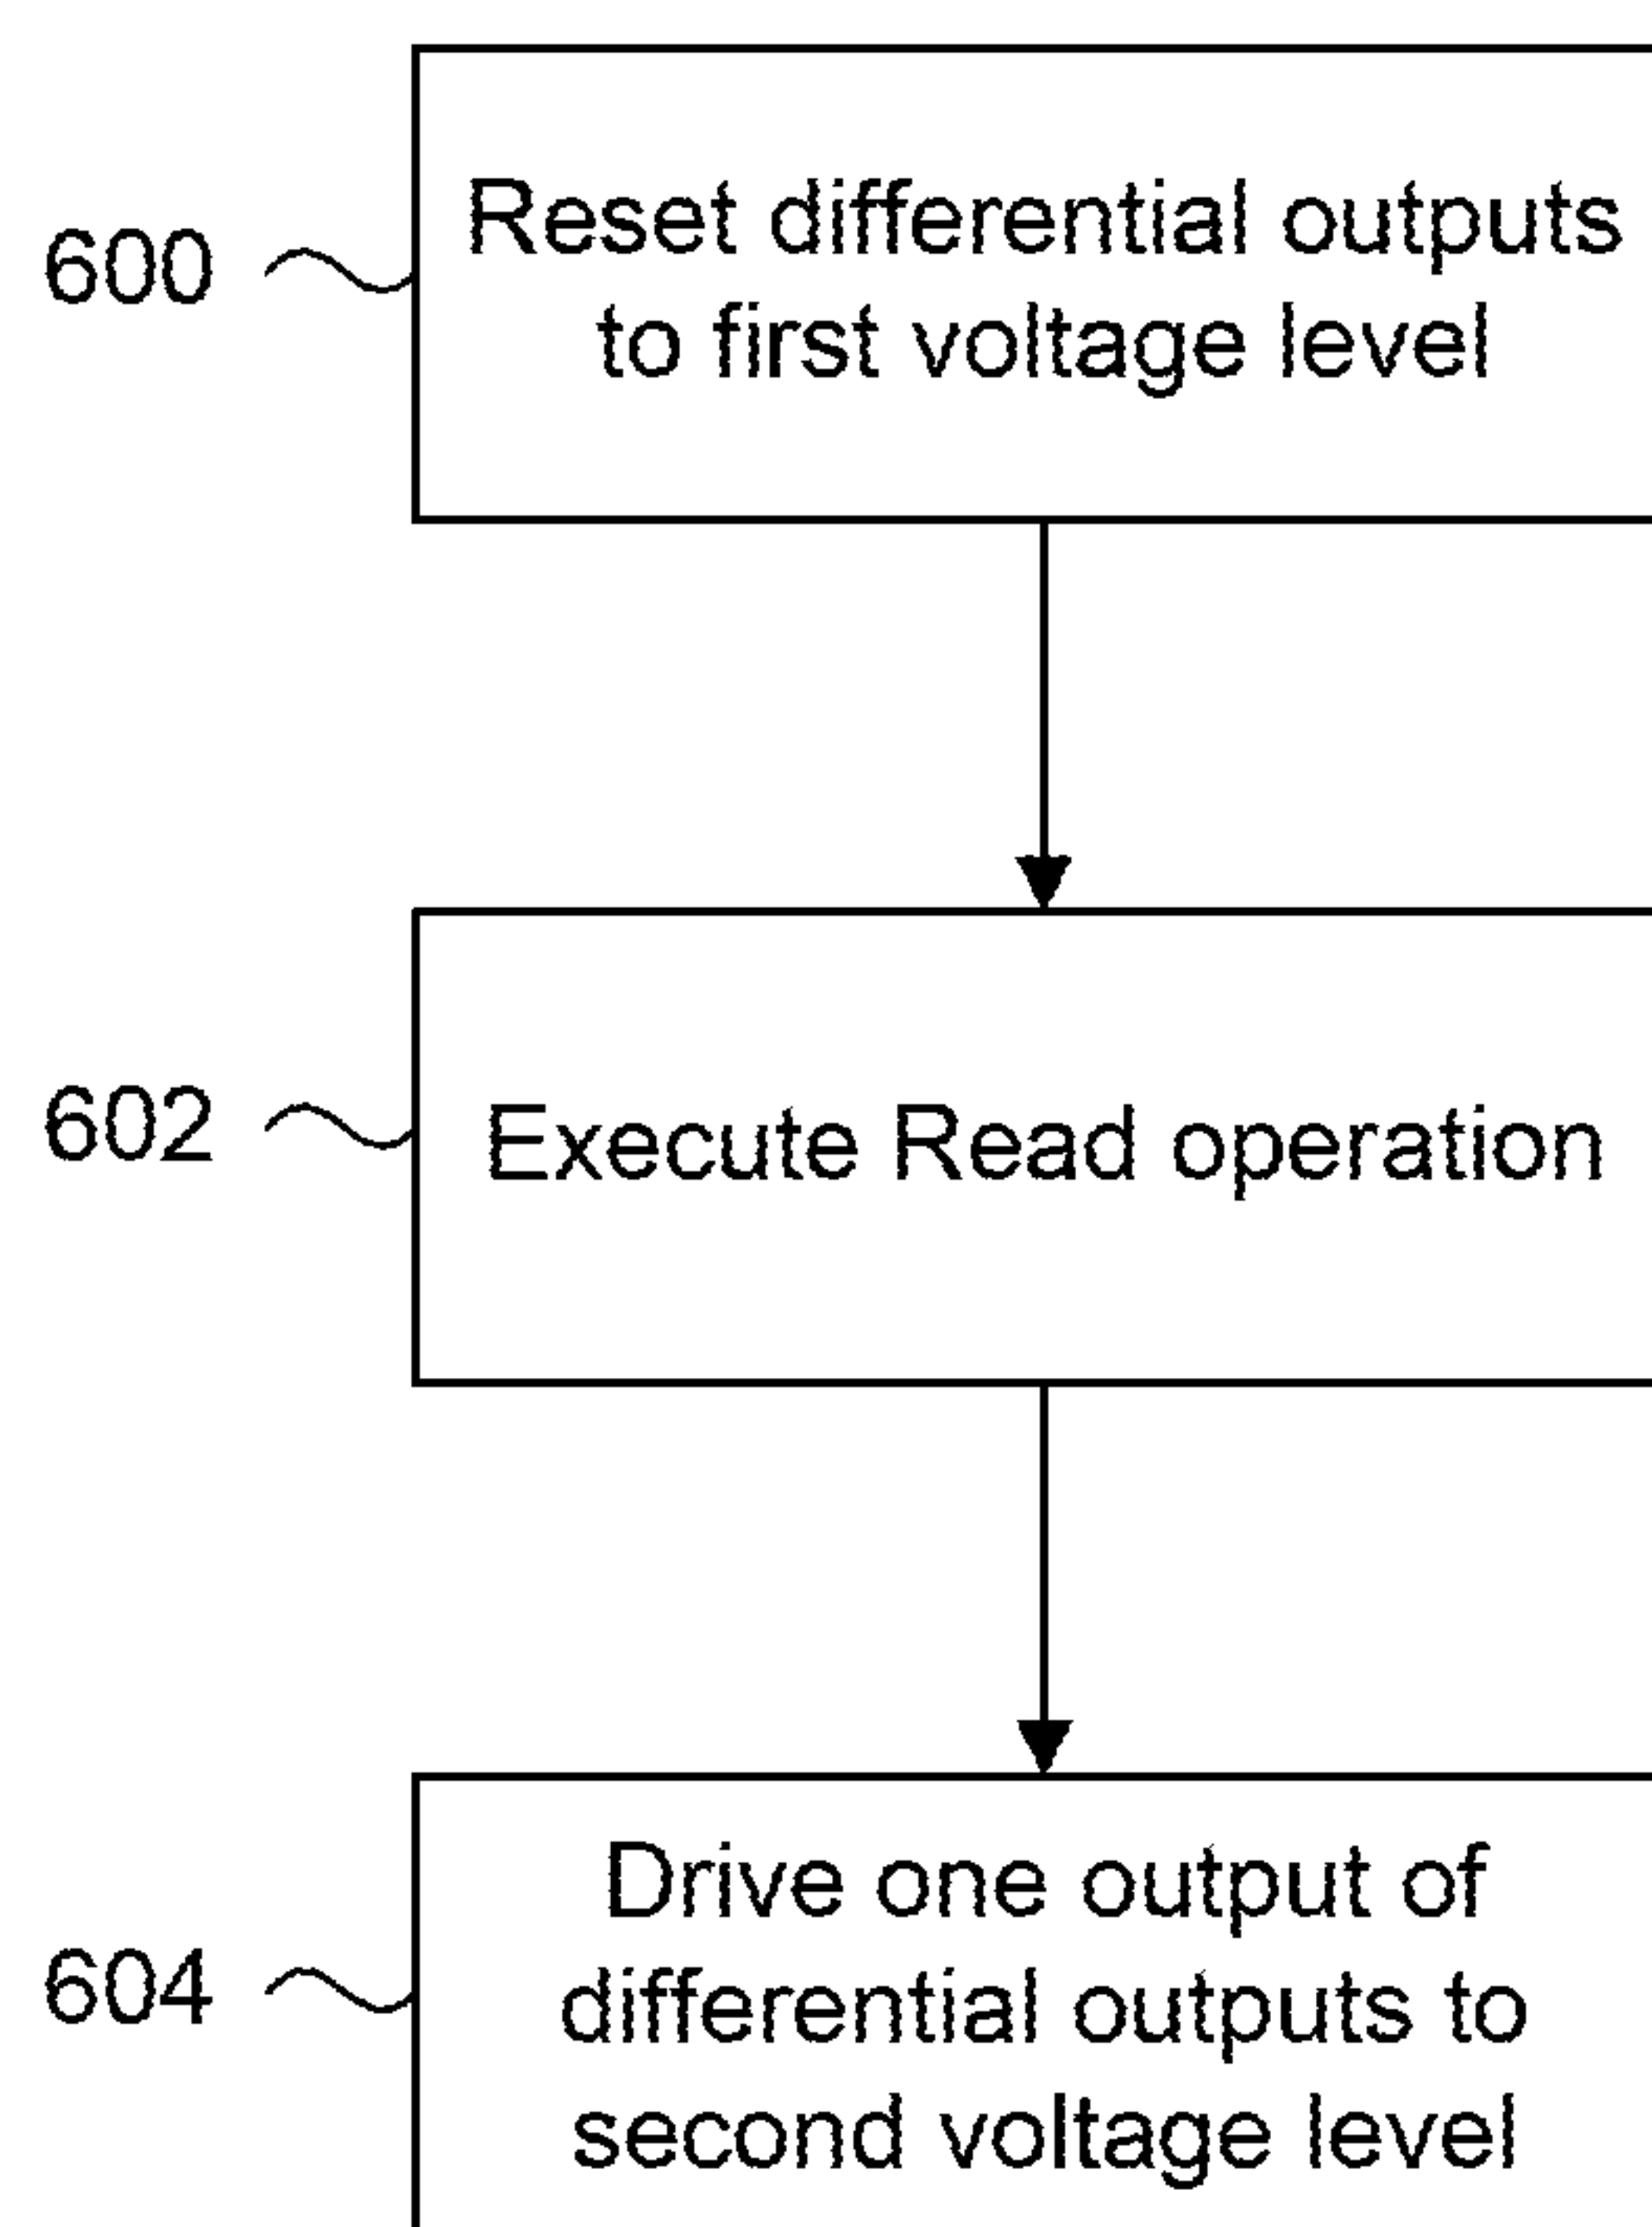 600
Reset differential outputs
to first voltage level
602
Execute Read operation
604
Drive one output of
differential outputs to
second voltage level